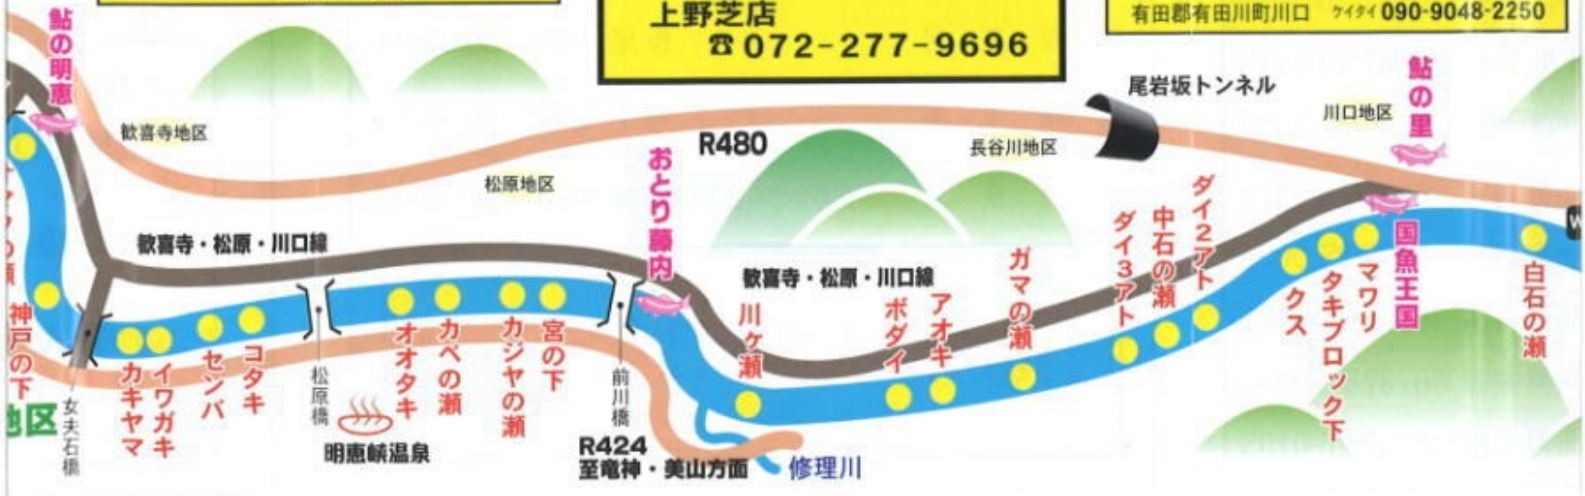 上野芝店
☎072-277-9696
有田郡有田川町川口 ケイタイ 090-9048-2250
鮎の明恵
歓喜寺地区
松原地区
R480
長谷川地区
尾岩坂トンネル
川口地区
鮎の里
歓喜寺・松原・川口線
おとり藤内
歓喜寺・松原・川口線
国魚王国
神戸の下
地区
女夫石橋
カキヤマ
イワガキ
センバ
コタキ
松原橋
明恵峡温泉
オオタキ
カベの瀬
カジヤの瀬
宮の下
前川橋
R424
至竜神・美山方面
修理川
川ヶ瀬
ボダイ
アオキ
ガマの瀬
ダイ3アト
中石の瀬
ダイ2アト
クス
タキブロック下
マワリ
白石の瀬